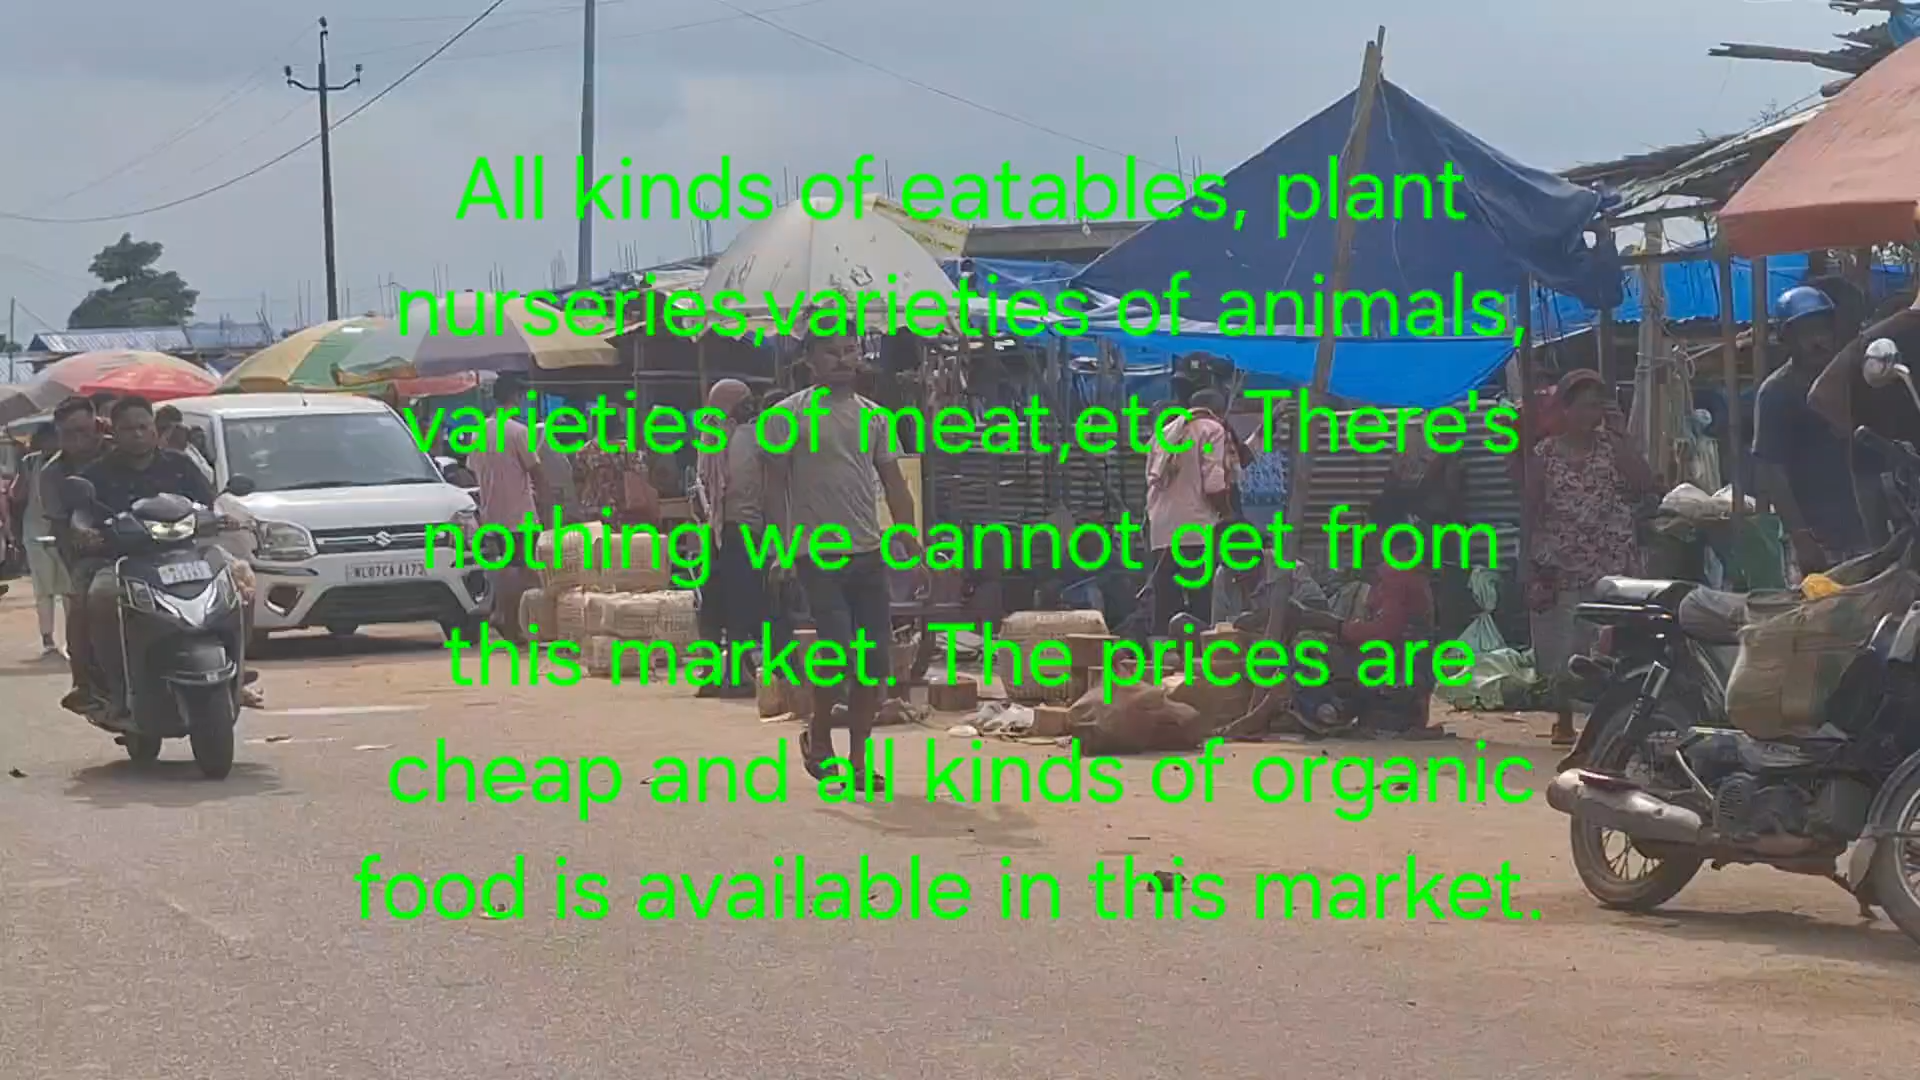 All kinds of eatables, plant
nurseries,varieties of animals,
varieties of meat,etc. There's
nothing we cannot get from
this market. The prices are
cheap and all kinds of organic
food is available in this market.